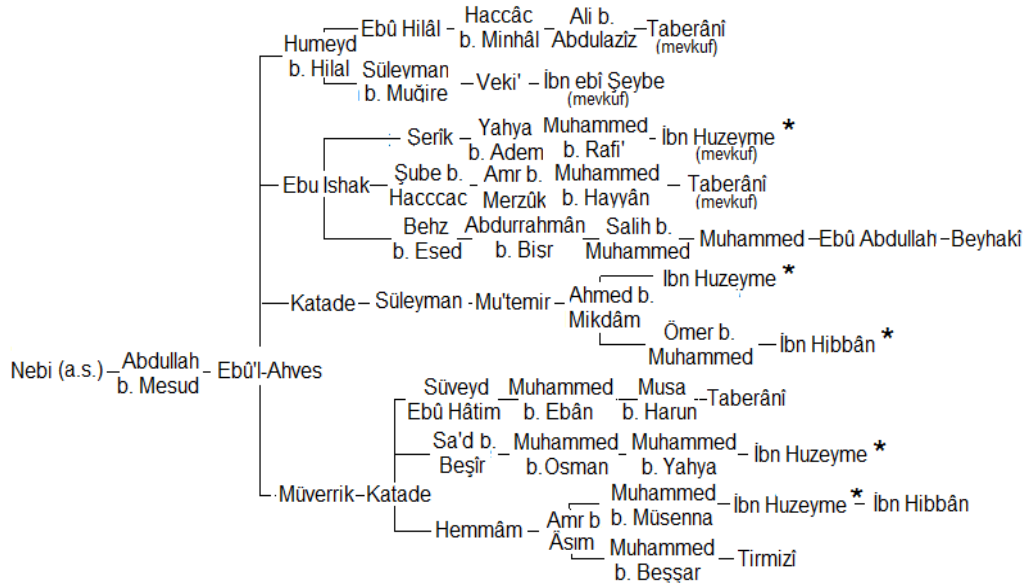 Ebû Hilâl – Haccâc b. Minhâl – Ali b. Abdulazîz – Taberânî (mevkuf)
Humeyd b. Hilal
Süleyman b. Muğire – Veki' – İbn ebî Şeybe (mevkuf)
Serîk – Yahya b. Adem – Muhammed b. Rafi' – İbn Huzeyme * (mevkuf)
Ebu Ishak – Şube b. Hacccac – Amr b. Merzûk – Muhammed b. Hayyân – Taberânî (mevkuf)
Behz b. Esed – Abdurrahmân b. Bisr – Salih b. Muhammed – Muhammed – Ebû Abdullah – Beyhakî
Katade – Süleyman - Mu'temir – Ahmed b. Mikdâm
Ibn Huzeyme *
Ömer b. Muhammed – İbn Hibbân *
Nebi (a.s.) – Abdullah b. Mesud – Ebû'l-Ahves
Süveyd Ebû Hâtim – Muhammed b. Ebân – Musa b. Harun – Taberânî
Sa'd b. Beşîr – Muhammed b.Osman – Muhammed b. Yahya – İbn Huzeyme *
Müverrik – Katade
Hemmâm – Amr b Äsım
Muhammed b. Müsenna – İbn Huzeyme * – İbn Hibbân
Muhammed b. Beşşar – Tirmizî